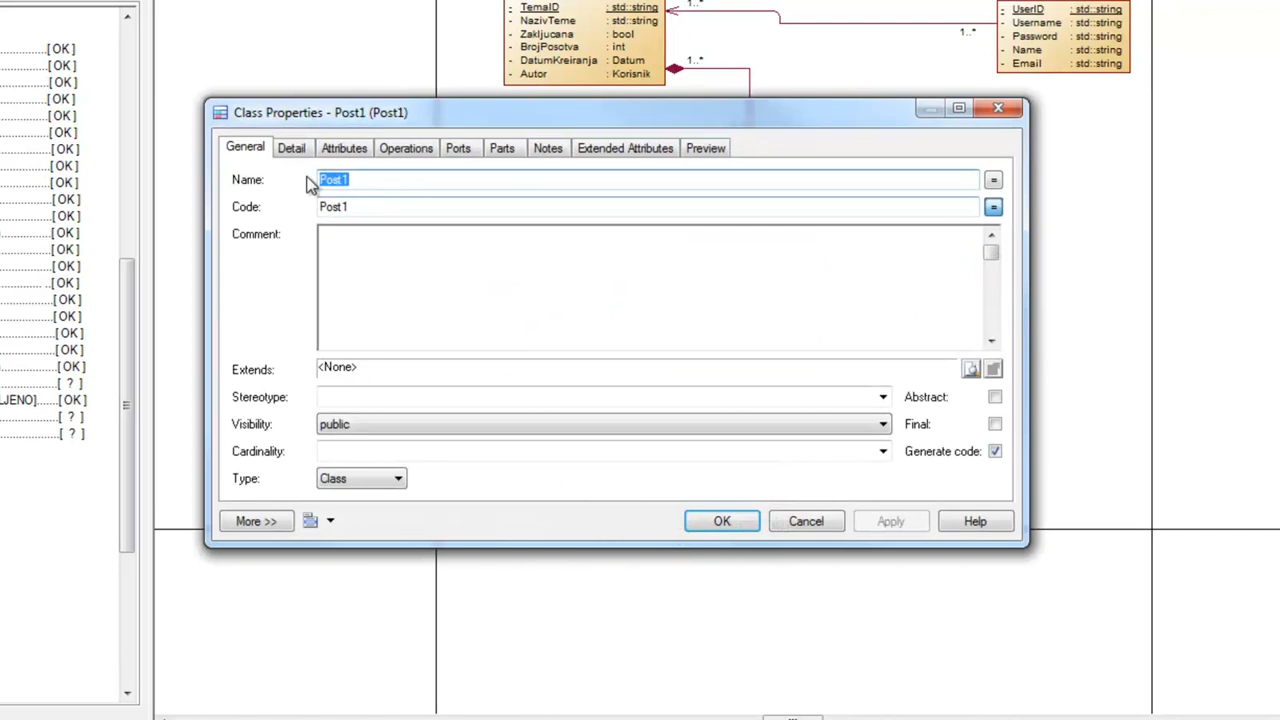 .......................[OK]
.......................[OK]
.......................[OK]
.......................[OK]
.......................[OK]
.......................[OK]
.......................[OK]
.......................[OK]
.......................[OK]
.......................[OK]
.......................[OK]
.......................[OK]
.......................[OK]
.......................[OK]
...................... ..[OK]
.......................[OK]
.......................[OK]
.......................[OK]
.......................[OK]
.......................[OK]
.......................[ ? ]
LJENO]......[OK]
.......................[ ? ]
.......................[ ? ]
- TemaID : std::string
- NazivTeme : std::string
- Zakljucana : bool
- BrojPosotva : int
- DatumKreiranja : Datum
- Autor : Korisnik
1..*
1..*
1..*
- UserID : std::string
- Username : std::string
- Password : std::string
- Name : std::string
- Email : std::string
Class Properties - Post1 (Post1)
General Detail Attributes Operations Ports Parts Notes Extended Attributes Preview
Name: Post1 =
Code: Post1 =
Comment:
Extends: <None>
Stereotype: Abstract:
Visibility: public Final:
Cardinality: Generate code:
Type: Class
More >> OK Cancel Apply Help